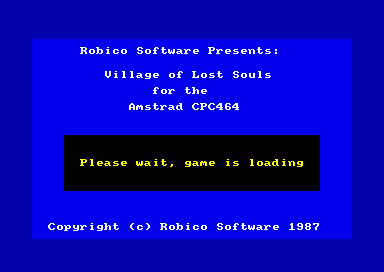 Robico Software Presents:
Village of Lost Souls
for the
Amstrad CPC464
Please wait, game is loading
Copyright (c) Robico Software 1987